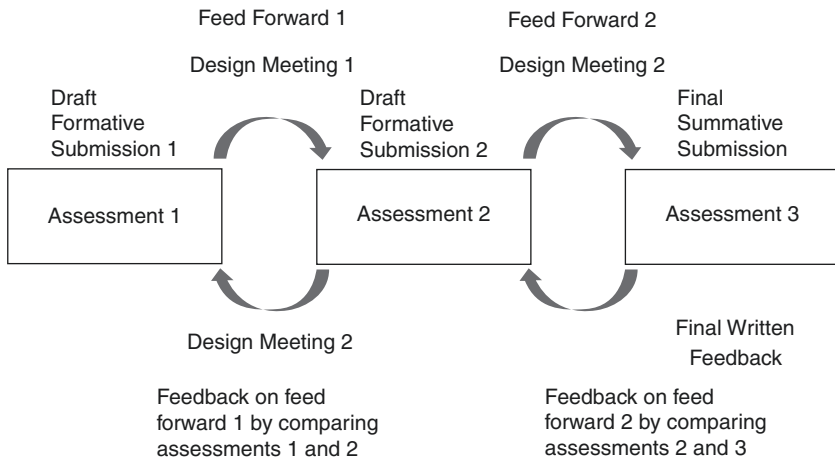 Feed Forward 1
Feed Forward 2
Design Meeting 1
Design Meeting 2
Draft
Formative
Submission 1
Draft
Formative
Submission 2
Final
Summative
Submission
Assessment 1
Assessment 2
Assessment 3
Design Meeting 2
Final Written
Feedback
Feedback on feed
forward 1 by comparing
assessments 1 and 2
Feedback on feed
forward 2 by comparing
assessments 2 and 3